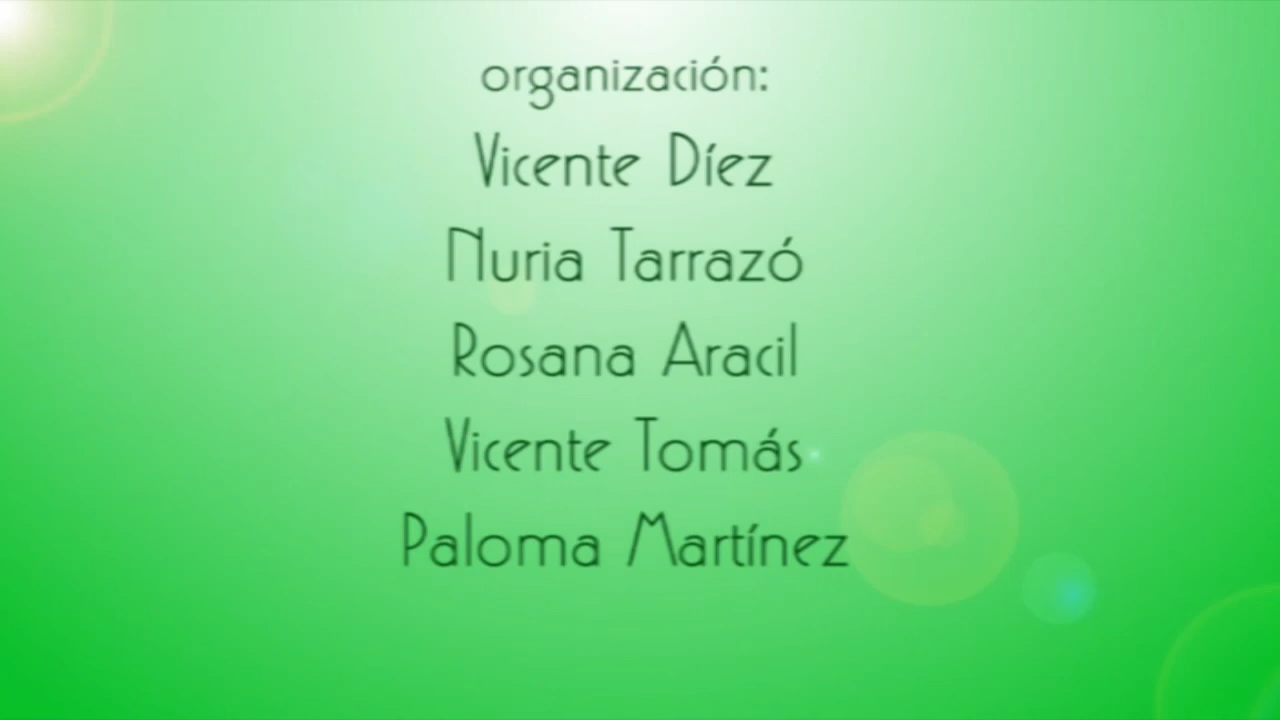 organización:
Vicente Díez
Nuria Tarrazó
Rosana Aracil
Vicente Tomás
Paloma Martínez